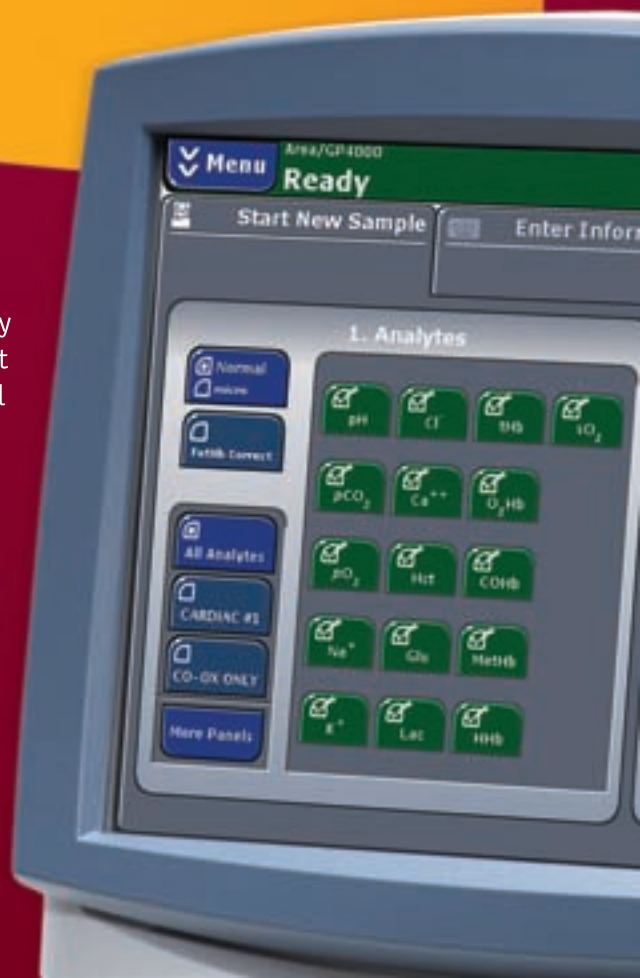 y
t
l
Menu
Area/GP4000
Ready
Start New Sample
Enter Infor
1. Analytes
Normal
micro
FetHb Correct
All Analytes
CARDIAC #1
CO-OX ONLY
More Panels
pH Cl⁻ tHb sO₂
pCO₂ Ca⁺⁺ O₂Hb
pO₂ Hct COHb
Na⁺ Glu MetHb
K⁺ Lac HHb